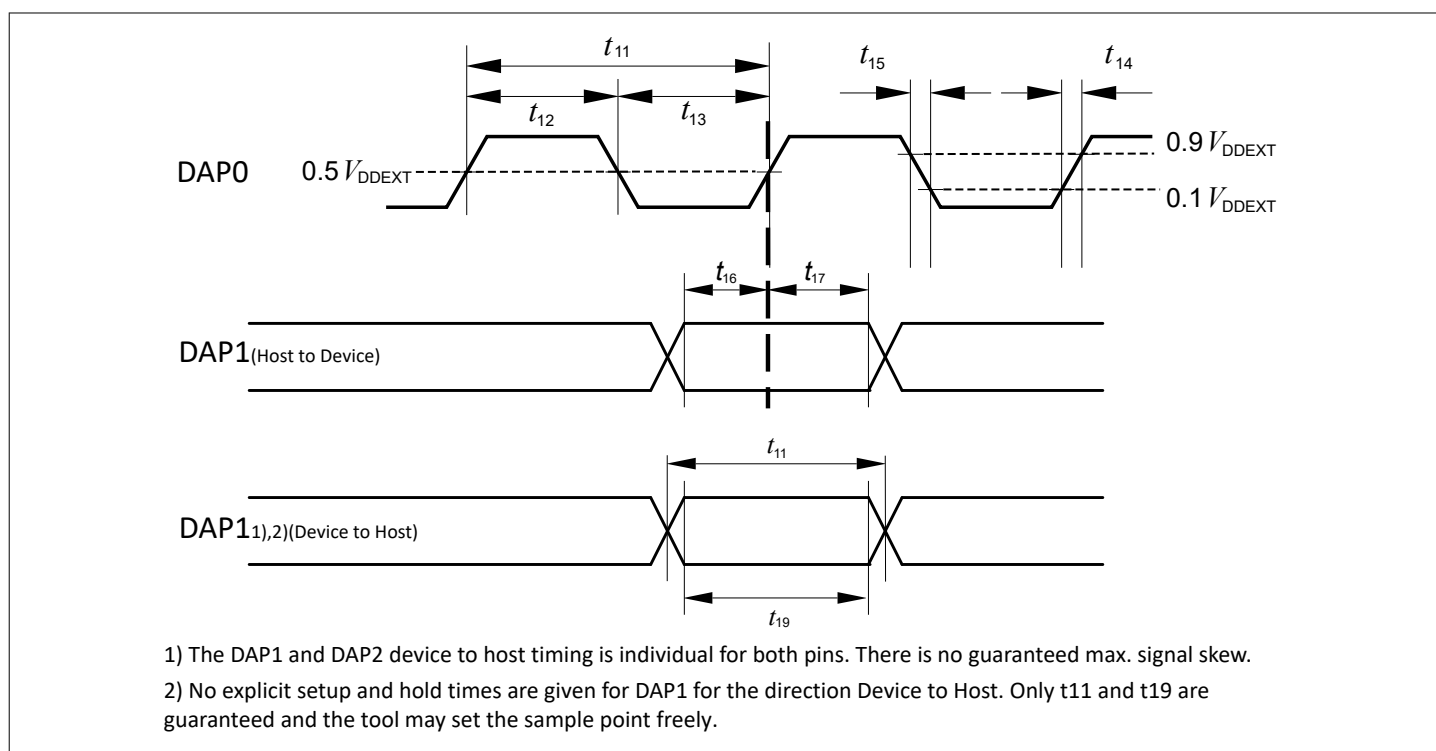 t11
t15
t14
t12
t13
DAP0
0.5 VDDEXT
0.9 VDDEXT
0.1 VDDEXT
t16
t17
DAP1(Host to Device)
t11
DAP11),2)(Device to Host)
t19
1) The DAP1 and DAP2 device to host timing is individual for both pins. There is no guaranteed max. signal skew.
2) No explicit setup and hold times are given for DAP1 for the direction Device to Host. Only t11 and t19 are
guaranteed and the tool may set the sample point freely.